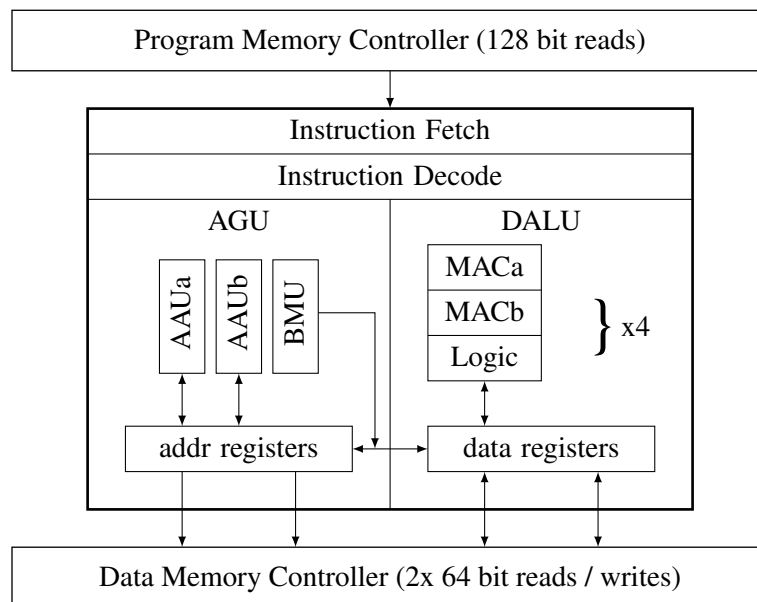 Program Memory Controller (128 bit reads)
Instruction Fetch
Instruction Decode
AGU
DALU
AAUa
AAUb
BMU
MACa
MACb
Logic
} x4
addr registers
data registers
Data Memory Controller (2x 64 bit reads / writes)